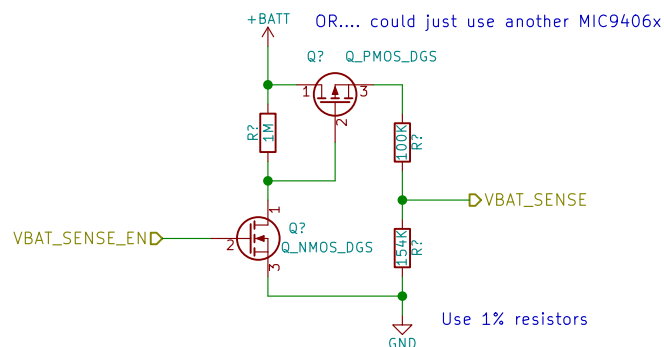 OR.... could just use another MIC9406x
+BATT
Q? Q_PMOS_DGS
1 3
2
R? 1M
100K R?
1
VBAT_SENSE
Q?
VBAT_SENSE_EN 2 Q_NMOS_DGS
154K R?
3
Use 1% resistors
GND